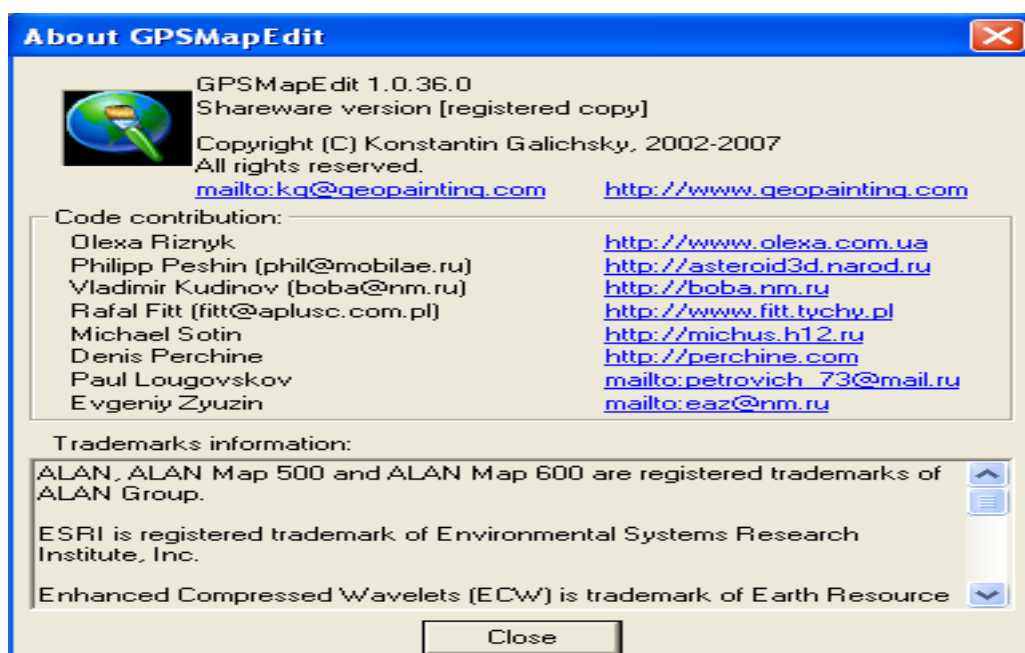 About GPSMapEdit
GPSMapEdit 1.0.36.0
Shareware version [registered copy]
Copyright (C) Konstantin Galichsky, 2002-2007
All rights reserved.
mailto:kg@geopainting.com http://www.geopainting.com
Code contribution:
Olexa Riznyk http://www.olexa.com.ua
Philipp Peshin (phil@mobilae.ru) http://asteroid3d.narod.ru
Vladimir Kudinov (boba@nm.ru) http://boba.nm.ru
Rafal Fitt (fitt@aplusc.com.pl) http://www.fitt.tychy.pl
Michael Sotin http://michus.h12.ru
Denis Perchine http://perchine.com
Paul Lougovskov mailto:petrovich_73@mail.ru
Evgeniy Zyuzin mailto:eaz@nm.ru
Trademarks information:
ALAN, ALAN Map 500 and ALAN Map 600 are registered trademarks of
ALAN Group.
ESRI is registered trademark of Environmental Systems Research
Institute, Inc.
Enhanced Compressed Wavelets (ECW) is trademark of Earth Resource
Close